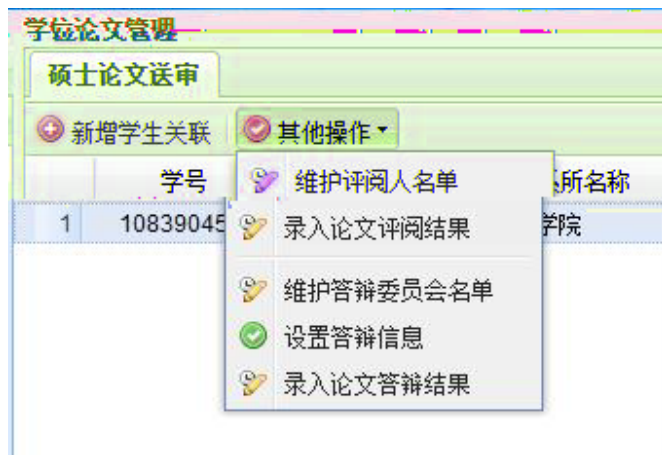 学位论文管理
硕士论文送审
新增学生关联 其他操作
学号 所名称
1 10839045 学院
维护评阅人名单
录入论文评阅结果
维护答辩委员会名单
设置答辩信息
录入论文答辩结果